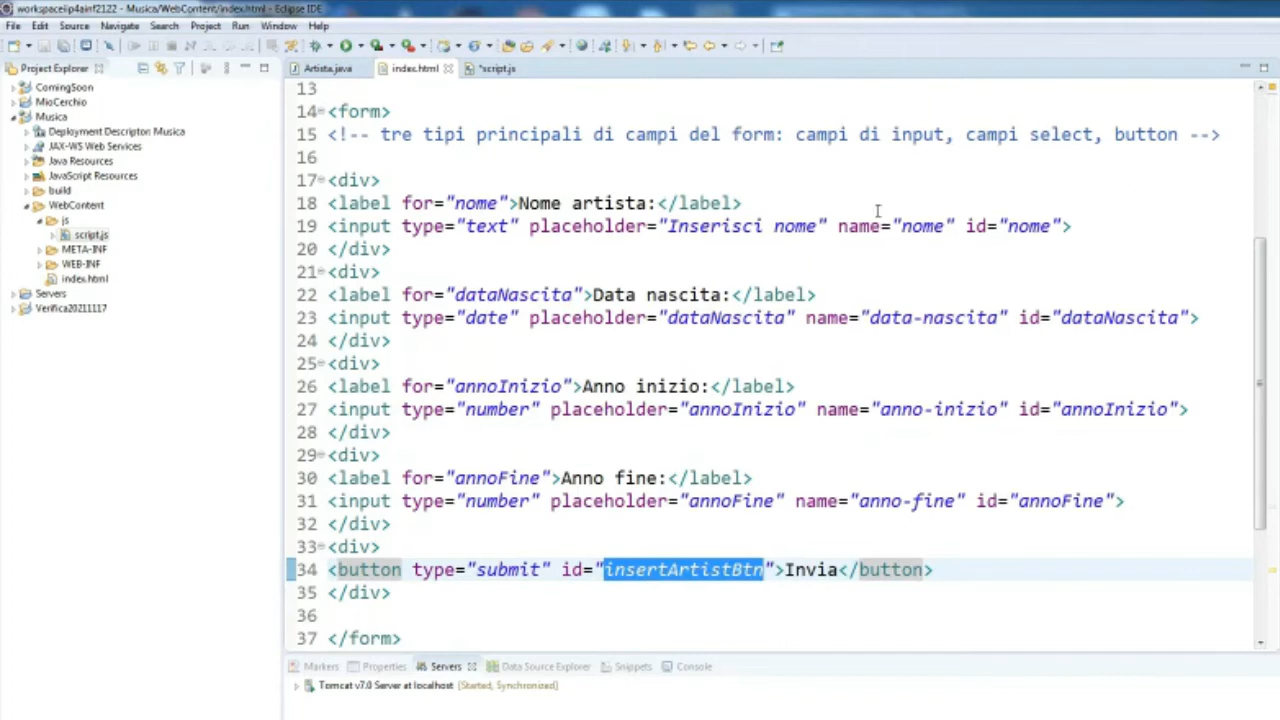 workspaceiip4ainf2122 - Musica/WebContent/index.html - Eclipse IDE
File Edit Source Navigate Search Project Run Window Help
Project Explorer
Artista.java index.html *script.js
ComingSoon
MioCerchio
Musica
Deployment Descripton Musica
JAX-WS Web Services
Java Resources
JavaScript Resources
build
WebContent
js
script.js
META-INF
WEB-INF
index.html
Servers
Verifica20211117
13
14 <form>
15 <!-- tre tipi principali di campi del form: campi di input, campi select, button -->
16
17 <div>
18 <label for="nome">Nome artista:</label>
19 <input type="text" placeholder="Inserisci nome" name="nome" id="nome">
20 </div>
21 <div>
22 <label for="dataNascita">Data nascita:</label>
23 <input type="date" placeholder="dataNascita" name="data-nascita" id="dataNascita">
24 </div>
25 <div>
26 <label for="annoInizio">Anno inizio:</label>
27 <input type="number" placeholder="annoInizio" name="anno-inizio" id="annoInizio">
28 </div>
29 <div>
30 <label for="annoFine">Anno fine:</label>
31 <input type="number" placeholder="annoFine" name="anno-fine" id="annoFine">
32 </div>
33 <div>
34 <button type="submit" id="insertArtistBtn">Invia</button>
35 </div>
36
37 </form>
Markers Properties Servers Data Source Explorer Snippets Console
Tomcat v7.0 Server at localhost [Started, Synchronized]